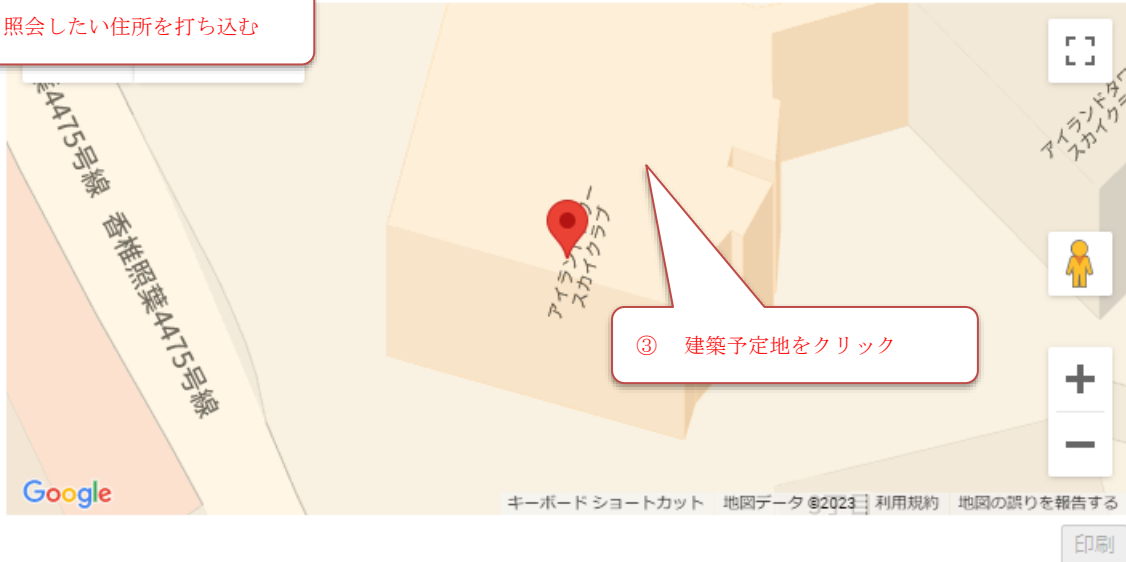 照会したい住所を打ち込む
葉4475号線
香椎照葉4475号線
アイランドタワー
スカイクラブ
アイランドタワ
スカイクラ
③ 建築予定地をクリック
Google
キーボード ショートカット 地図データ ©2023 利用規約 地図の誤りを報告する
印刷